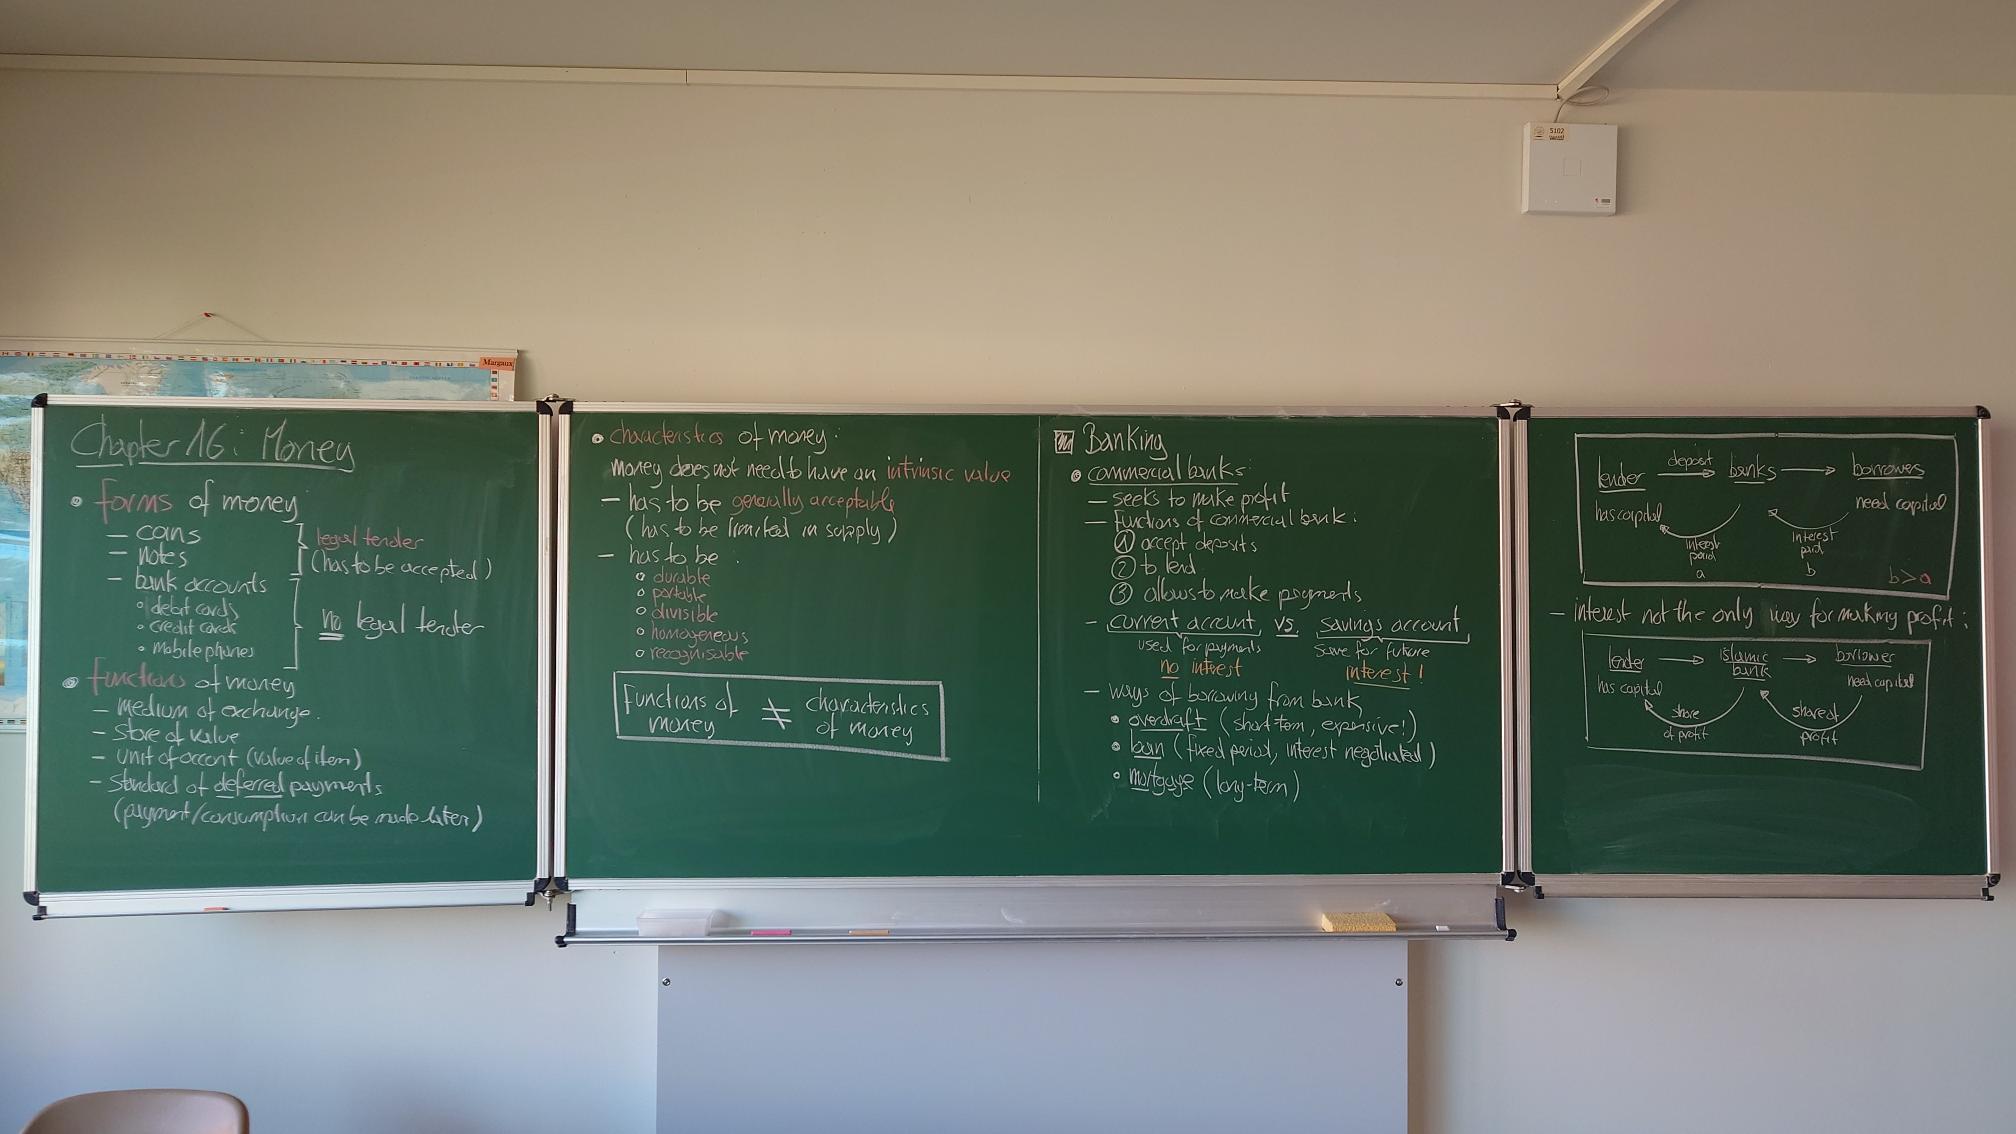 Chapter 16: Money
• forms of money:
– coins
– notes
legal tender
(has to be accepted)
– bank accounts
° debit cards
° credit cards
° mobile phones
no legal tender
• functions of money
– medium of exchange.
– store of value
– unit of account (value of item)
– standard of deferred payments
(payment/consumption can be made later)
• characteristics of money:
money does not need to have an intrinsic value
– has to be generally acceptable
(has to be limited in supply)
– has to be:
° durable
° portable
° divisible
° homogeneous
° recognisable
Functions of money ≠ characteristics of money
Banking
• commercial banks:
– seeks to make profit
– functions of commercial bank:
① accept deposits
② to lend
③ allows to make payments
– current account vs. savings account
used for payments
save for future
no interest
interest!
– ways of borrowing from bank
• overdraft (short term, expensive!)
• loan (fixed period, interest negotiated)
• mortgage (long-term)
lender deposit banks borrowers
has capital
need capital
interest paid
a
interest paid
b
b>a
– interest not the only way for making profit:
lender islamic bank borrower
has capital
need capital
share of profit
share of profit
Margaux
5102